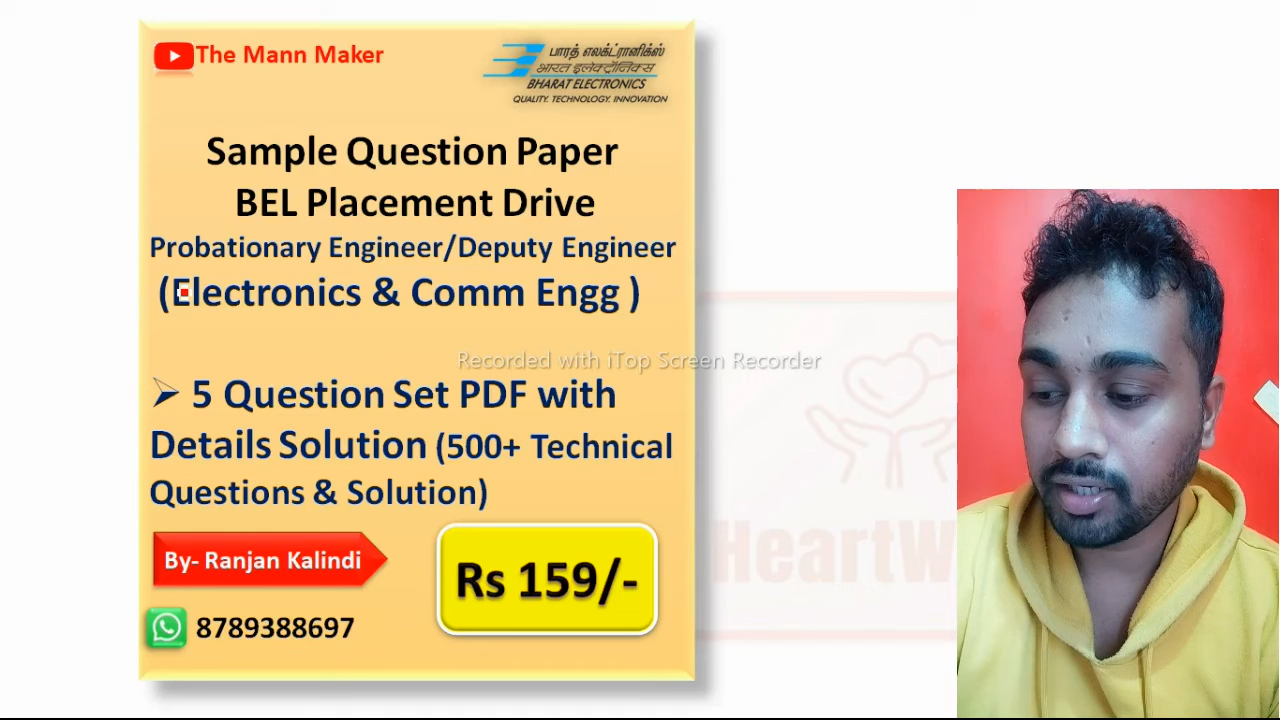 The Mann Maker
பாரத் எலக்ட்ரானிக்ஸ்
भारत इलेक्ट्रॉनिक्स
BHARAT ELECTRONICS
QUALITY. TECHNOLOGY. INNOVATION
Sample Question Paper
BEL Placement Drive
Probationary Engineer/Deputy Engineer
(Electronics & Comm Engg )
Recorded with iTop Screen Recorder
➢ 5 Question Set PDF with
Details Solution (500+ Technical
Questions & Solution)
HeartW
By- Ranjan Kalindi
Rs 159/-
8789388697